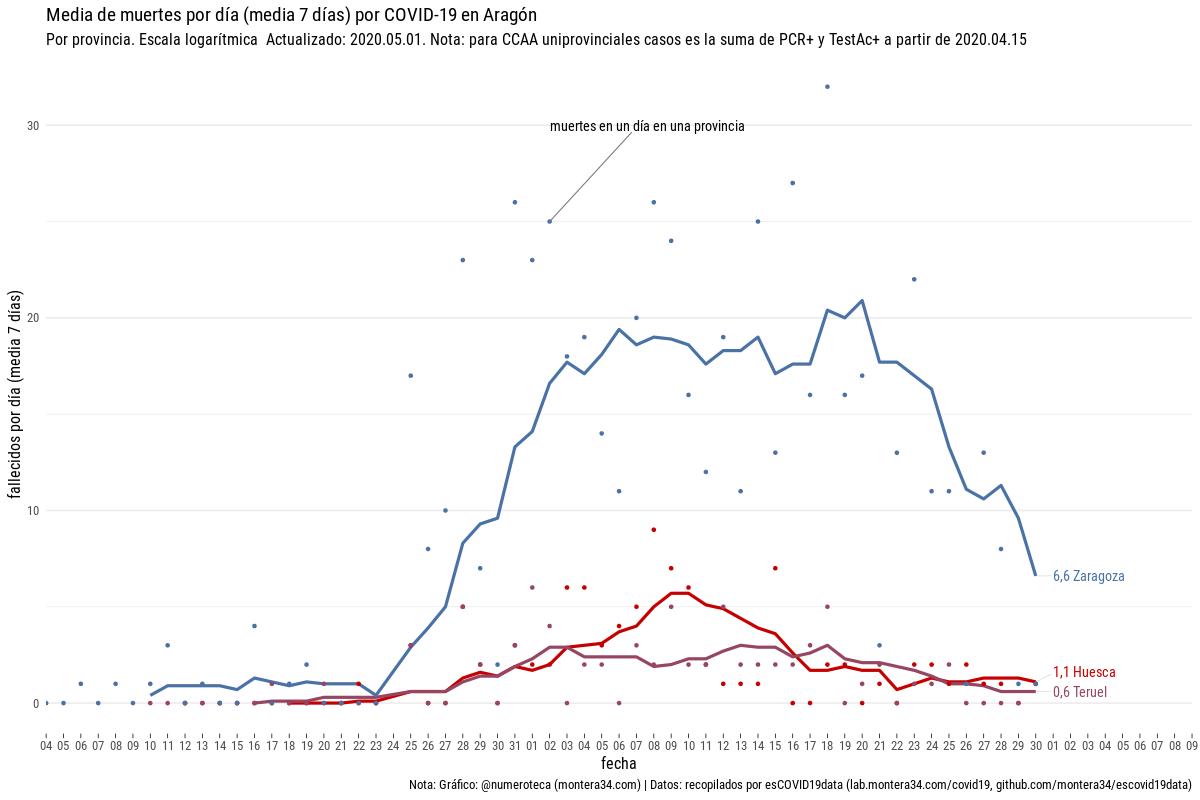 Media de muertes por día (media 7 días) por COVID-19 en Aragón
Por provincia. Escala logarítmica  Actualizado: 2020.05.01. Nota: para CCAA uniprovinciales casos es la suma de PCR+ y TestAc+ a partir de 2020.04.15
fallecidos por día (media 7 días)
30
20
10
0
muertes en un día en una provincia
6,6 Zaragoza
1,1 Huesca
0,6 Teruel
04 05 06 07 08 09 10 11 12 13 14 15 16 17 18 19 20 21 22 23 24 25 26 27 28 29 30 31 01 02 03 04 05 06 07 08 09 10 11 12 13 14 15 16 17 18 19 20 21 22 23 24 25 26 27 28 29 30 01 02 03 04 05 06 07 08 09
fecha
Nota: Gráfico: @numeroteca (montera34.com) | Datos: recopilados por esCOVID19data (lab.montera34.com/covid19, github.com/montera34/escovid19data)